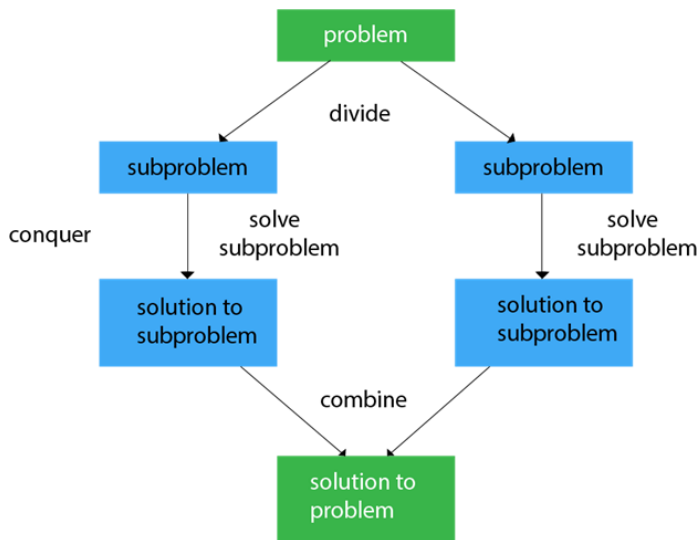 problem
divide
subproblem
subproblem
conquer
solve
subproblem
solve
subproblem
solution to
subproblem
solution to
subproblem
combine
solution to
problem